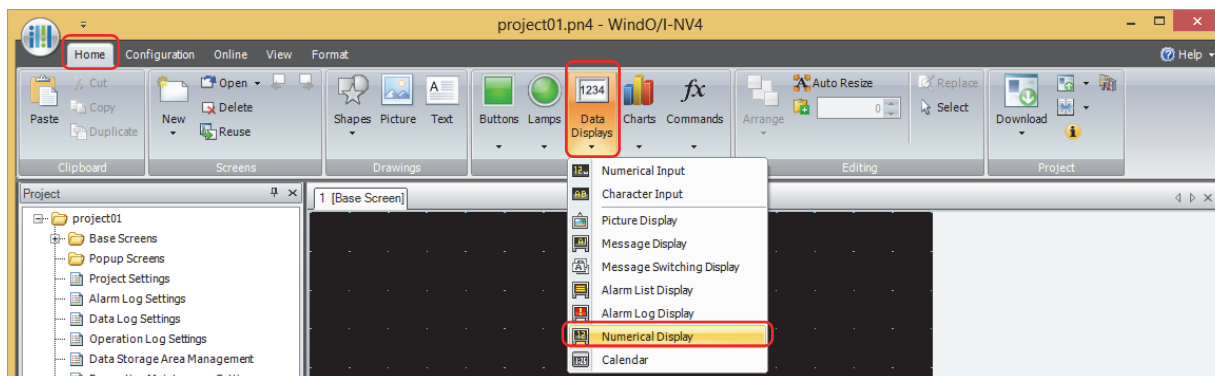 project01.pn4 - WindO/I-NV4
Home Configuration Online View Format Help
Paste Cut Copy Duplicate
New Open Delete Reuse
Shapes Picture Text
Buttons Lamps Data Displays Charts Commands
Arrange Auto Resize 0 Replace Select
Download
Clipboard Screens Drawings Editing Project
1234
fx
Project
1 [Base Screen]
project01
Base Screens
Popup Screens
Project Settings
Alarm Log Settings
Data Log Settings
Operation Log Settings
Data Storage Area Management
Numerical Input
Character Input
Picture Display
Message Display
Message Switching Display
Alarm List Display
Alarm Log Display
Numerical Display
Calendar